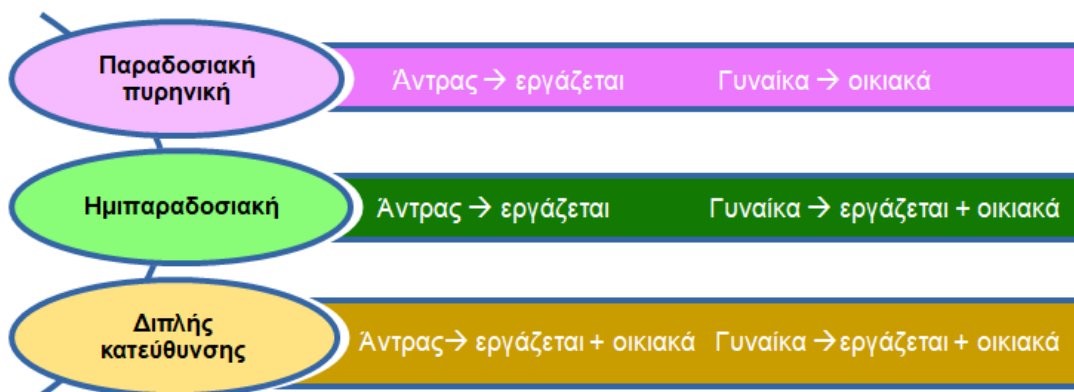 Παραδοσιακή
πυρηνική
Άντρας → εργάζεται Γυναίκα → οικιακά
Ημιπαραδοσιακή
Άντρας → εργάζεται Γυναίκα → εργάζεται + οικιακά
Διπλής
κατεύθυνσης
Άντρας→ εργάζεται + οικιακά Γυναίκα →εργάζεται + οικιακά